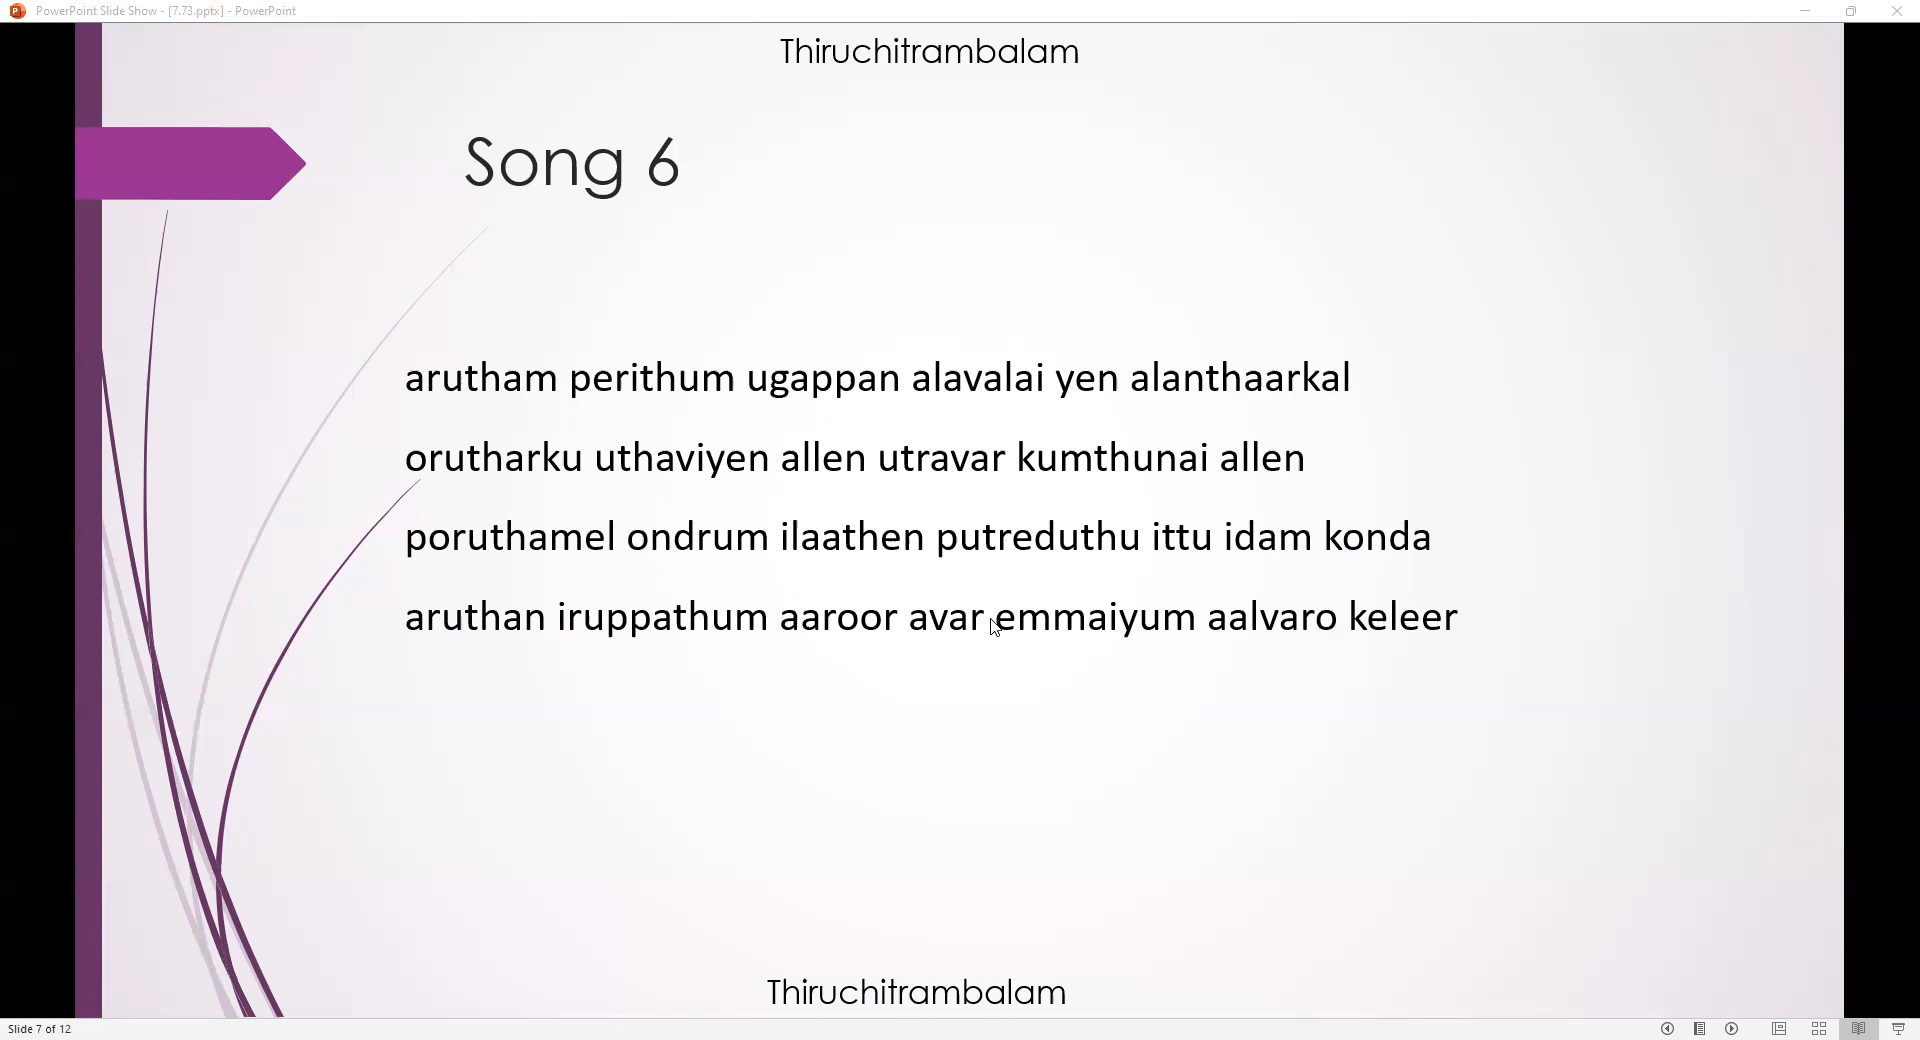 PowerPoint Slide Show - [7.73.pptx] - PowerPoint
Thiruchitrambalam
Song 6
arutham perithum ugappan alavalai yen alanthaarkal
orutharku uthaviyen allen utravar kumthunai allen
poruthamel ondrum ilaathen putreduthu ittu idam konda
aruthan iruppathum aaroor avar emmaiyum aalvaro keleer
Thiruchitrambalam
Slide 7 of 12